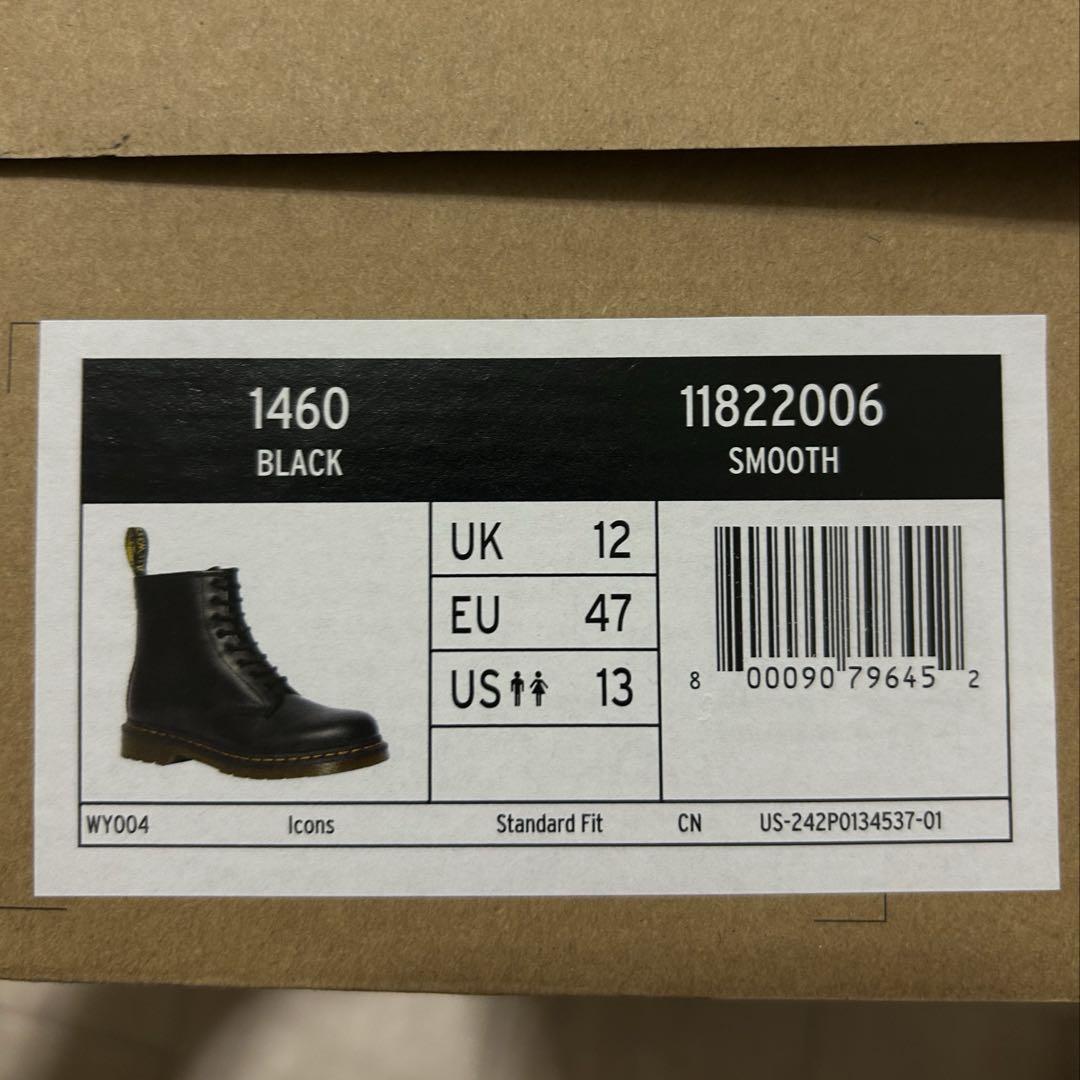 1460
BLACK
11822006
SMOOTH
UK 12
EU 47
US 13
8 00090 79645 2
WY004 Icons Standard Fit CN US-242P0134537-01